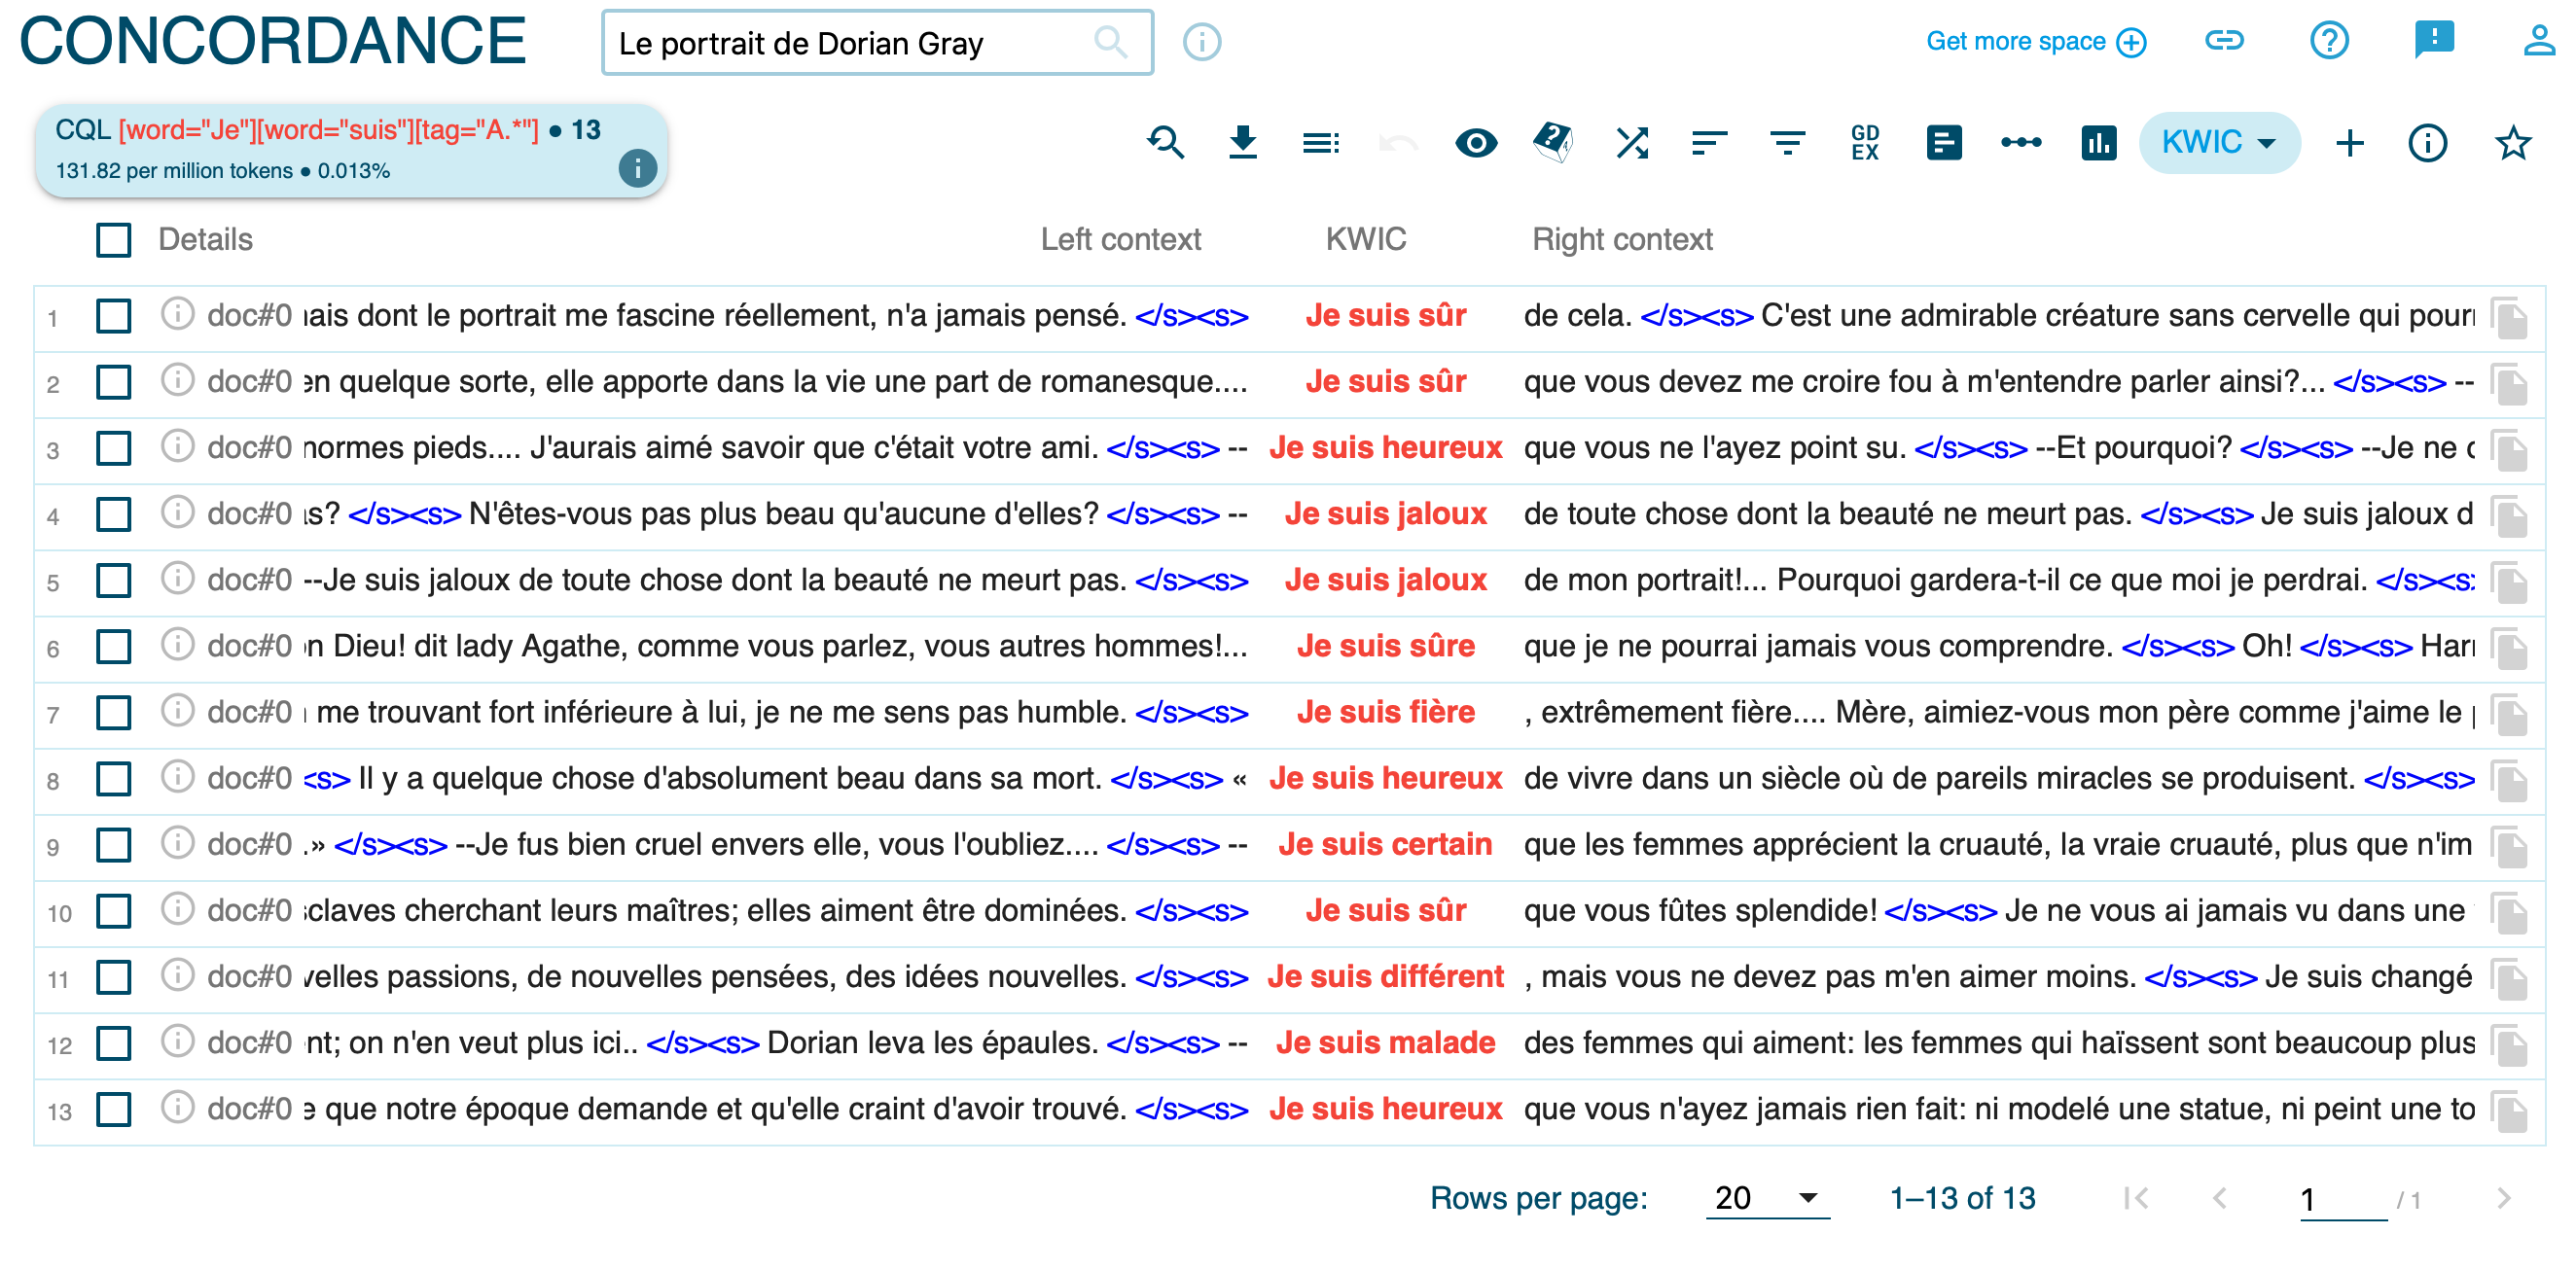 CONCORDANCE Le portrait de Dorian Gray Get more space
CQL [word="Je"][word="suis"][tag="A.*"] ● 13
131.82 per million tokens ● 0.013%
GD EX KWIC
Details Left context KWIC Right context
1 doc#0 dont le portrait me fascine réellement, n'a jamais pensé. </s><s> Je suis sûr de cela. </s><s> C'est une admirable créature sans cervelle qui
2 doc#0 en quelque sorte, elle apporte dans la vie une part de romanesque.... Je suis sûr que vous devez me croire fou à m'entendre parler ainsi?... </s><s> --
3 doc#0 normes pieds.... J'aurais aimé savoir que c'était votre ami. </s><s> -- Je suis heureux que vous ne l'ayez point su. </s><s> --Et pourquoi? </s><s> --Je ne
4 doc#0 </s><s> N'êtes-vous pas plus beau qu'aucune d'elles? </s><s> -- Je suis jaloux de toute chose dont la beauté ne meurt pas. </s><s> Je suis jaloux d
5 doc#0 --Je suis jaloux de toute chose dont la beauté ne meurt pas. </s><s> Je suis jaloux de mon portrait!... Pourquoi gardera-t-il ce que moi je perdrai. </s><s>
6 doc#0 Dieu! dit lady Agathe, comme vous parlez, vous autres hommes!... Je suis sûre que je ne pourrai jamais vous comprendre. </s><s> Oh! </s><s>
7 doc#0 me trouvant fort inférieure à lui, je ne me sens pas humble. </s><s> Je suis fière , extrêmement fière.... Mère, aimiez-vous mon père comme j'aime le
8 doc#0 <s> Il y a quelque chose d'absolument beau dans sa mort. </s><s> « Je suis heureux de vivre dans un siècle où de pareils miracles se produisent. </s><s>
9 doc#0 .» </s><s> --Je fus bien cruel envers elle, vous l'oubliez.... </s><s> -- Je suis certain que les femmes apprécient la cruauté, la vraie cruauté, plus que n'im
10 doc#0 sclaves cherchant leurs maîtres; elles aiment être dominées. </s><s> Je suis sûr que vous fûtes splendide! </s><s> Je ne vous ai jamais vu dans une
11 doc#0 velles passions, de nouvelles pensées, des idées nouvelles. </s><s> Je suis différent , mais vous ne devez pas m'en aimer moins. </s><s> Je suis changé
12 doc#0 nt; on n'en veut plus ici.. </s><s> Dorian leva les épaules. </s><s> -- Je suis malade des femmes qui aiment: les femmes qui haïssent sont beaucoup plus
13 doc#0 e que notre époque demande et qu'elle craint d'avoir trouvé. </s><s> Je suis heureux que vous n'ayez jamais rien fait: ni modelé une statue, ni peint une to
Rows per page: 20 1–13 of 13 1 / 1